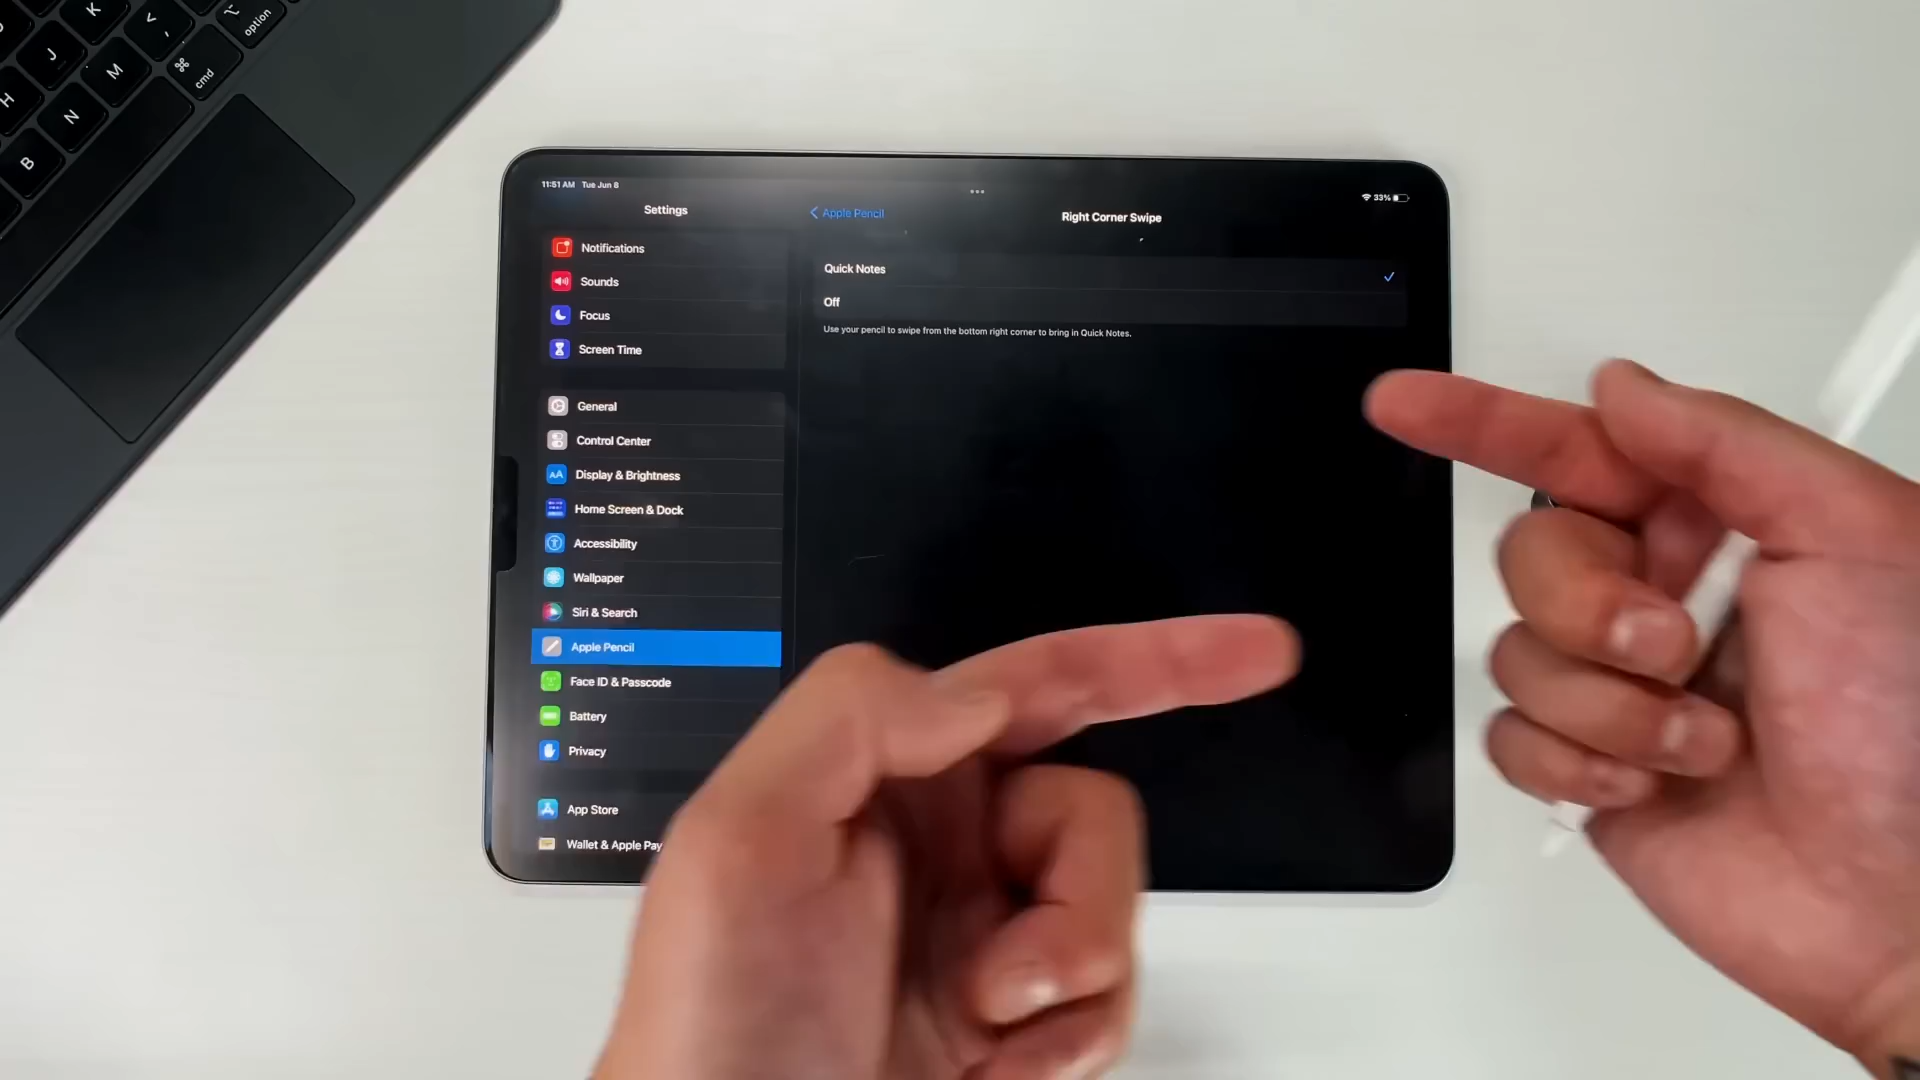 K
<
option
J
M
⌘
cmd
H
N
B
11:51 AM Tue Jun 8
33%
Settings
Apple Pencil
Right Corner Swipe
Notifications
Sounds
Focus
Screen Time
General
Control Center
AA Display & Brightness
Home Screen & Dock
Accessibility
Wallpaper
Siri & Search
Apple Pencil
Face ID & Passcode
Battery
Privacy
App Store
Wallet & Apple Pay
Quick Notes
Off
Use your pencil to swipe from the bottom right corner to bring in Quick Notes.